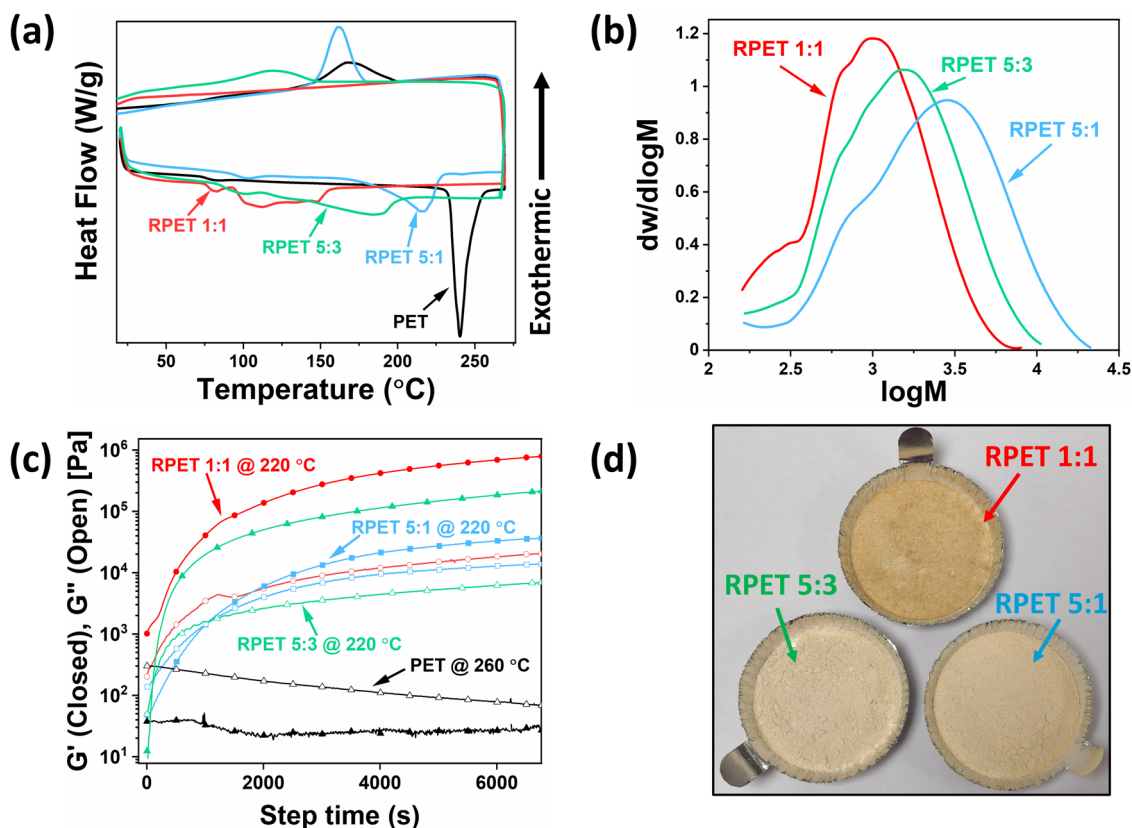 (a)
Heat Flow (W/g)
RPET 1:1
RPET 5:3
RPET 5:1
PET
Exothermic
50
100
150
200
250
Temperature (°C)
(b)
dw/dlogM
1.2
1
0.8
0.6
0.4
0.2
0
RPET 1:1
RPET 5:3
RPET 5:1
2
2.5
3
3.5
4
4.5
logM
(c)
G' (Closed), G'' (Open) [Pa]
10⁶
10⁵
10⁴
10³
10²
10¹
RPET 1:1 @ 220 °C
RPET 5:1 @ 220 °C
RPET 5:3 @ 220 °C
PET @ 260 °C
0
2000
4000
6000
Step time (s)
(d)
RPET 1:1
RPET 5:3
RPET 5:1